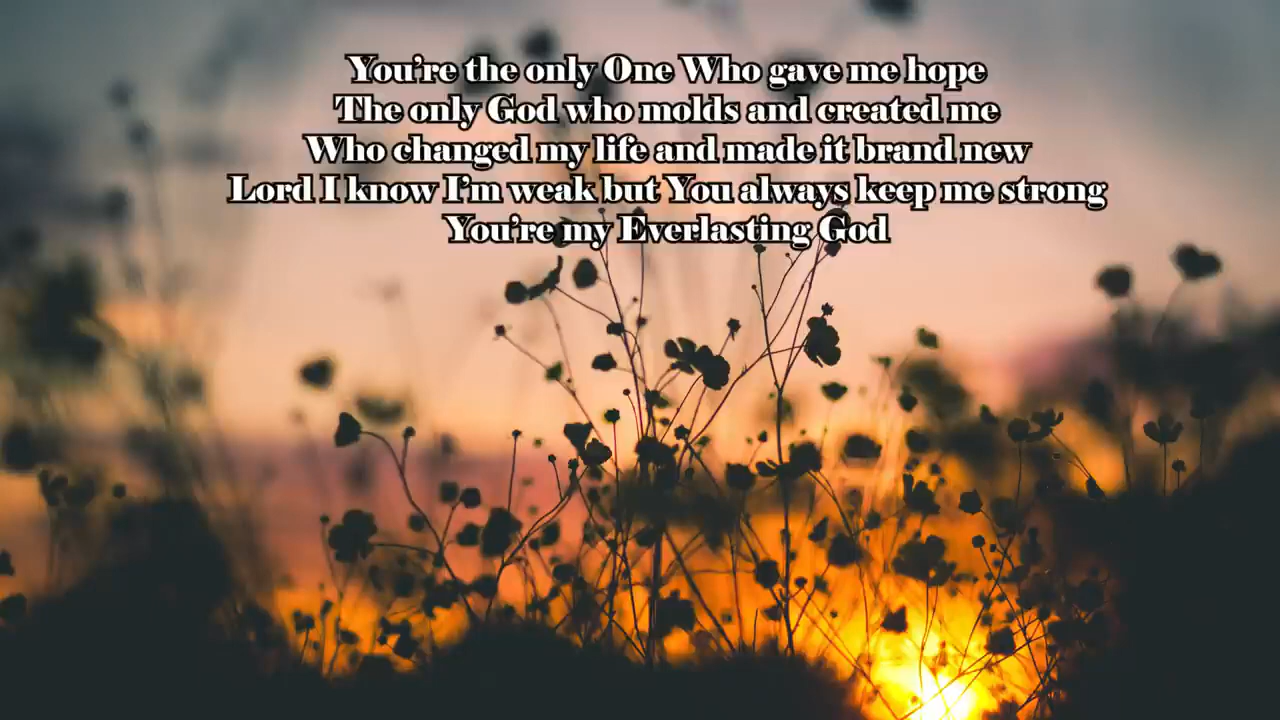 You're the only One Who gave me hope
The only God who molds and created me
Who changed my life and made it brand new
Lord I know I'm weak but You always keep me strong
You're my Everlasting God